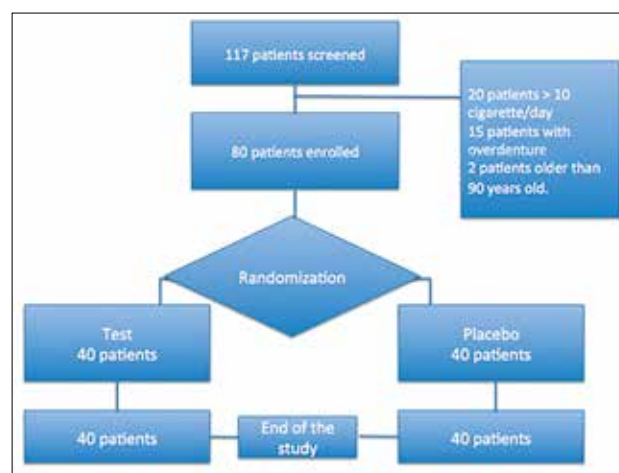 117 patients screened
20 patients > 10
cigarette/day
15 patients with
overdenture
2 patients older than
90 years old.
80 patients enrolled
Randomization
Test
40 patients
Placebo
40 patients
40 patients
End of the
study
40 patients